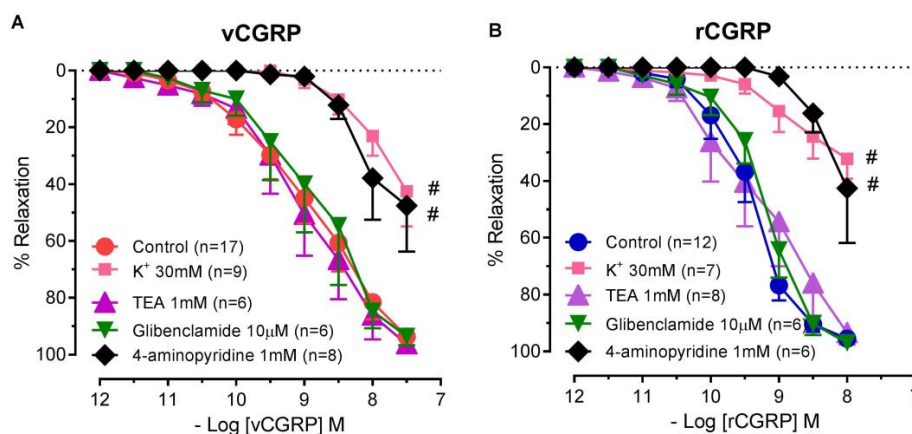 A
vCGRP
0
20
40
60
80
100
% Relaxation
#
#
Control (n=17)
K⁺ 30mM (n=9)
TEA 1mM (n=6)
Glibenclamide 10μM (n=6)
4-aminopyridine 1mM (n=8)
12 11 10 9 8 7
- Log [vCGRP] M
B
rCGRP
0
20
40
60
80
100
% Relaxation
#
#
Control (n=12)
K⁺ 30mM (n=7)
TEA 1mM (n=8)
Glibenclamide 10μM (n=6)
4-aminopyridine 1mM (n=6)
12 11 10 9 8 7
- Log [rCGRP] M